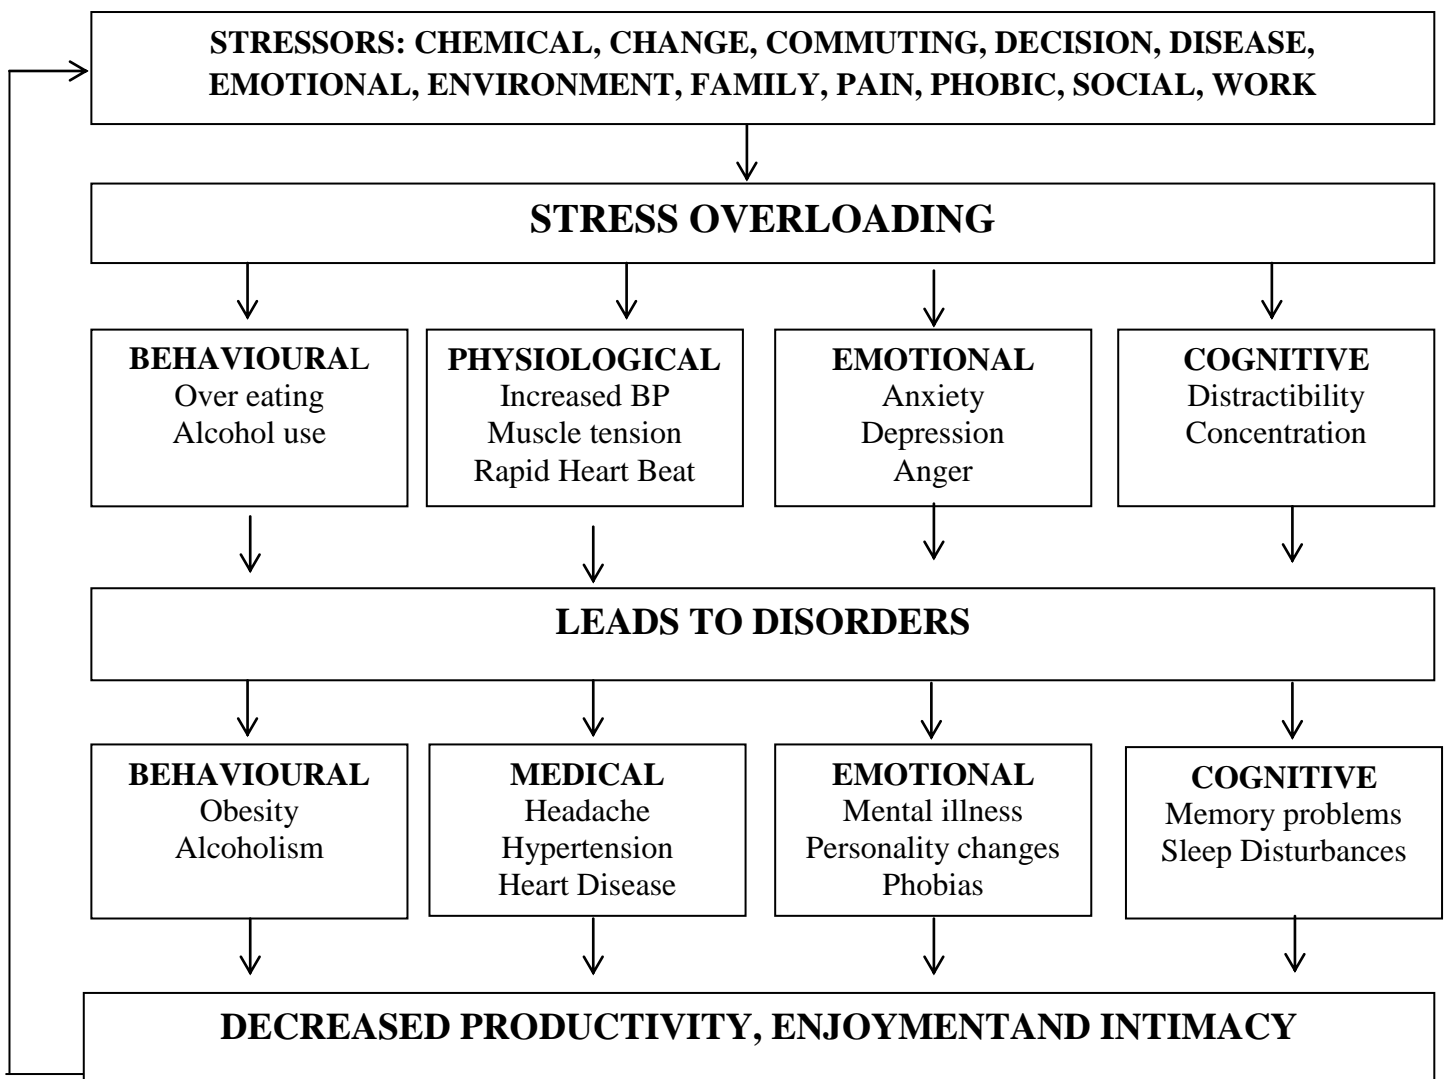 STRESSORS: CHEMICAL, CHANGE, COMMUTING, DECISION, DISEASE,
EMOTIONAL, ENVIRONMENT, FAMILY, PAIN, PHOBIC, SOCIAL, WORK
STRESS OVERLOADING
BEHAVIOURAL
Over eating
Alcohol use
PHYSIOLOGICAL
Increased BP
Muscle tension
Rapid Heart Beat
EMOTIONAL
Anxiety
Depression
Anger
COGNITIVE
Distractibility
Concentration
LEADS TO DISORDERS
BEHAVIOURAL
Obesity
Alcoholism
MEDICAL
Headache
Hypertension
Heart Disease
EMOTIONAL
Mental illness
Personality changes
Phobias
COGNITIVE
Memory problems
Sleep Disturbances
DECREASED PRODUCTIVITY, ENJOYMENTAND INTIMACY